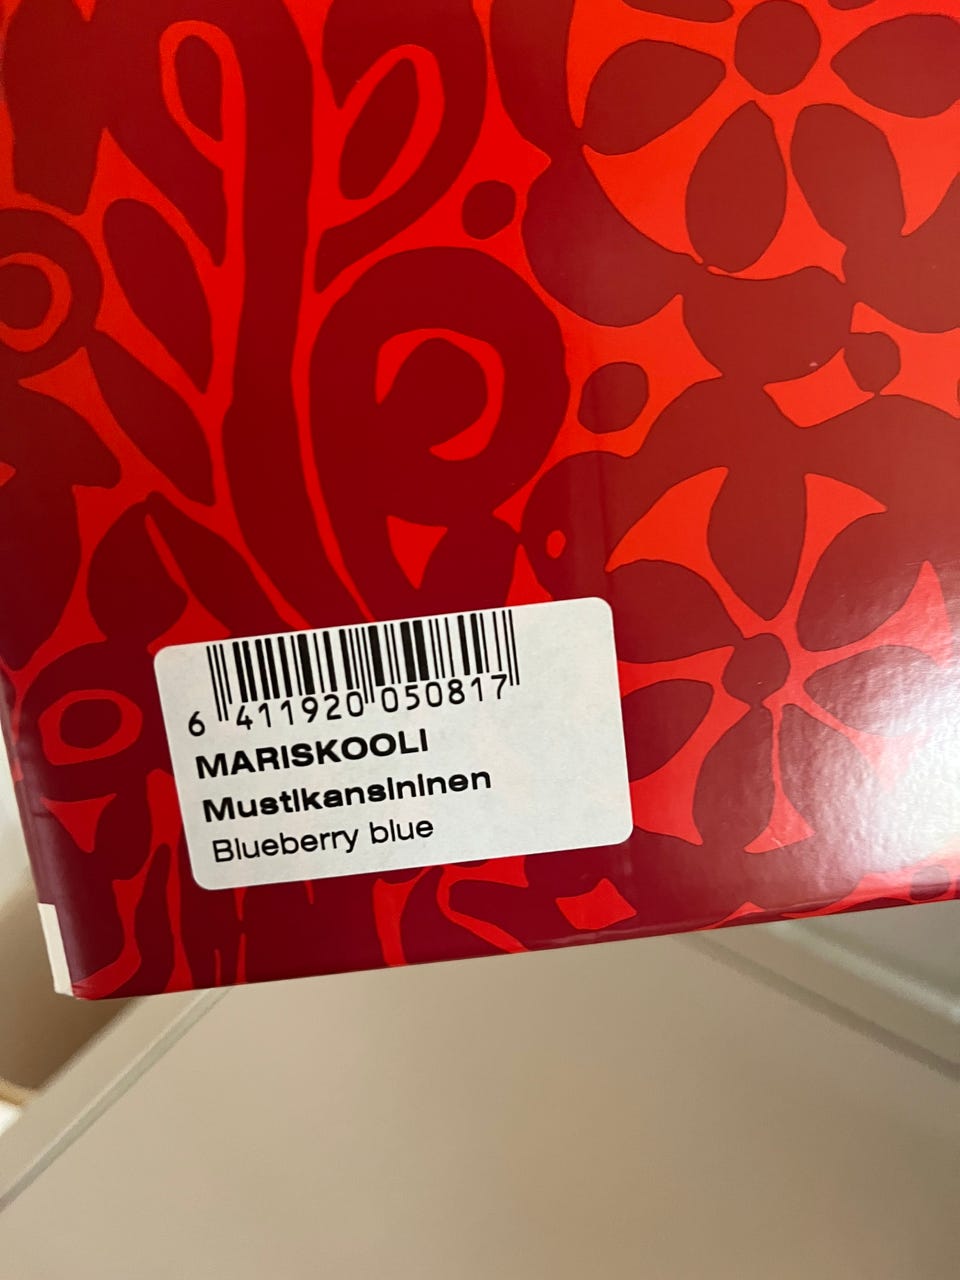 6 411920 050817
MARISKOOLI
Mustikansininen
Blueberry blue